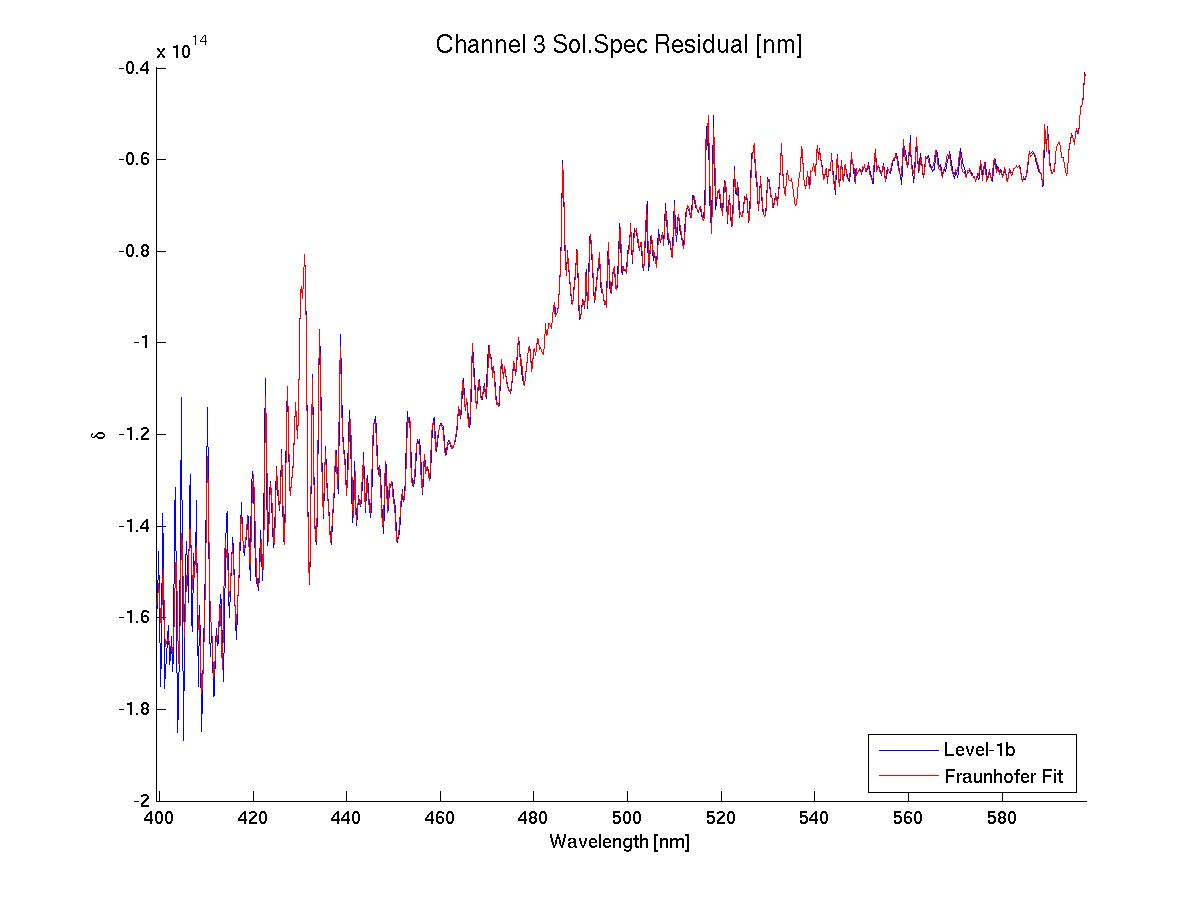 Channel 3 Sol.Spec Residual [nm]
x 10^14
-0.4
-0.6
-0.8
-1
-1.2
-1.4
-1.6
-1.8
-2
δ
400 420 440 460 480 500 520 540 560 580
Wavelength [nm]
Level-1b
Fraunhofer Fit